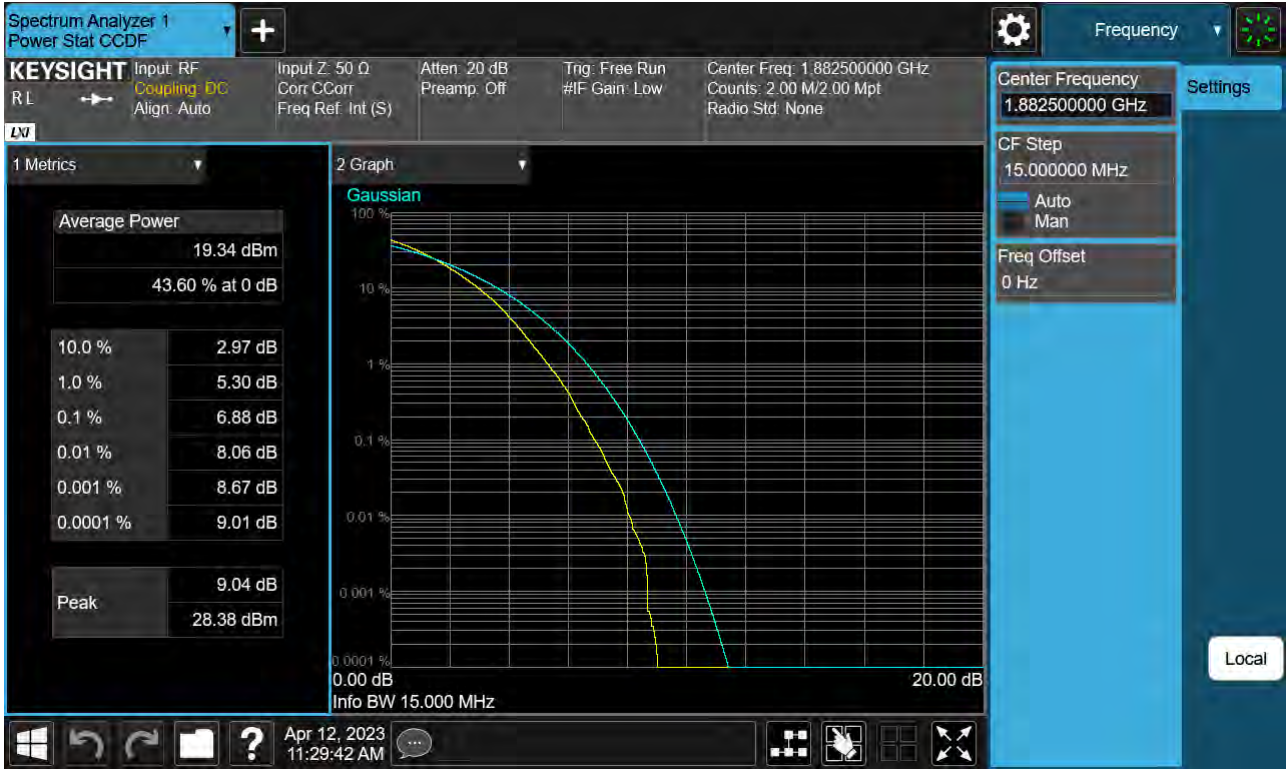 Spectrum Analyzer 1
Power Stat CCDF
+
Frequency
KEYSIGHT
R L
LXI
Input: RF
Coupling: DC
Align: Auto
Input Z: 50 Ω
Corr CCorr
Freq Ref: Int (S)
Atten: 20 dB
Preamp: Off
Trig: Free Run
#IF Gain: Low
Center Freq: 1.882500000 GHz
Counts: 2.00 M/2.00 Mpt
Radio Std: None
Center Frequency
1.882500000 GHz
Settings
CF Step
15.000000 MHz
Auto
Man
Freq Offset
0 Hz
Local
1 Metrics
Average Power
19.34 dBm
43.60 % at 0 dB
10.0 % 2.97 dB
1.0 % 5.30 dB
0.1 % 6.88 dB
0.01 % 8.06 dB
0.001 % 8.67 dB
0.0001 % 9.01 dB
Peak
9.04 dB
28.38 dBm
2 Graph
Gaussian
100 %
10 %
1 %
0.1 %
0.01 %
0.001 %
0.0001 %
0.00 dB 20.00 dB
Info BW 15.000 MHz
?
Apr 12, 2023
11:29:42 AM